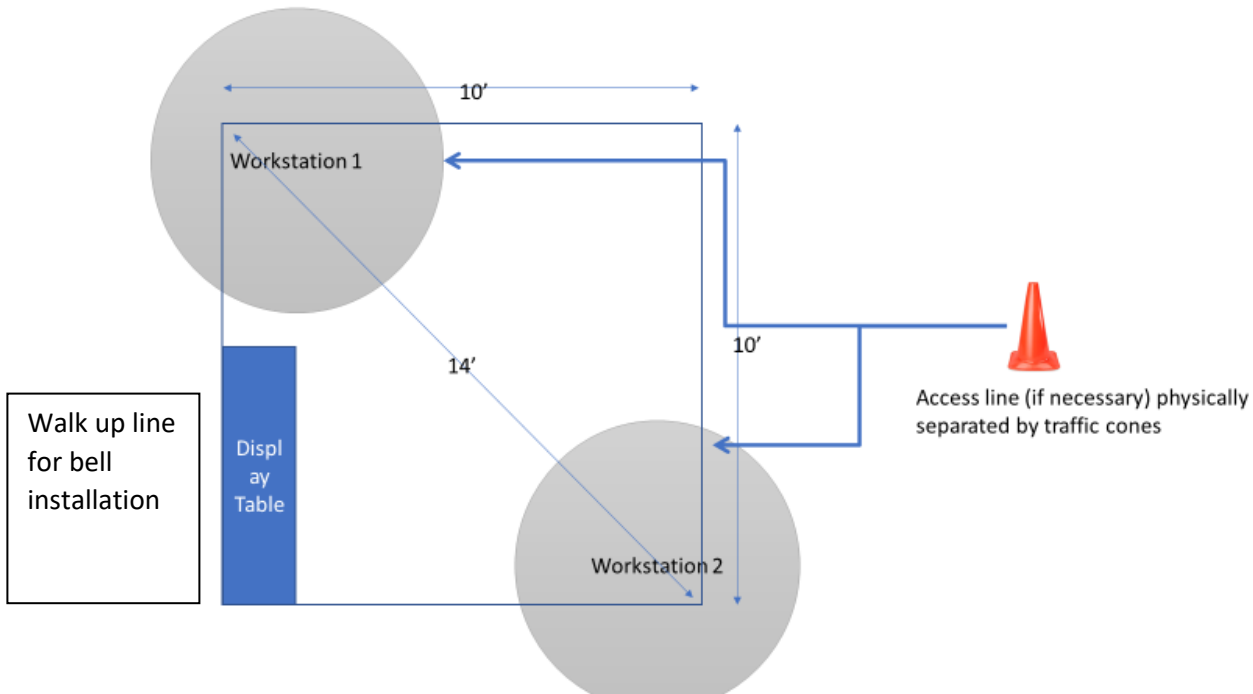 10’
Workstation 1
10’
14’
Access line (if necessary) physically
separated by traffic cones
Walk up line
for bell
installation
Displ
ay
Table
Workstation 2